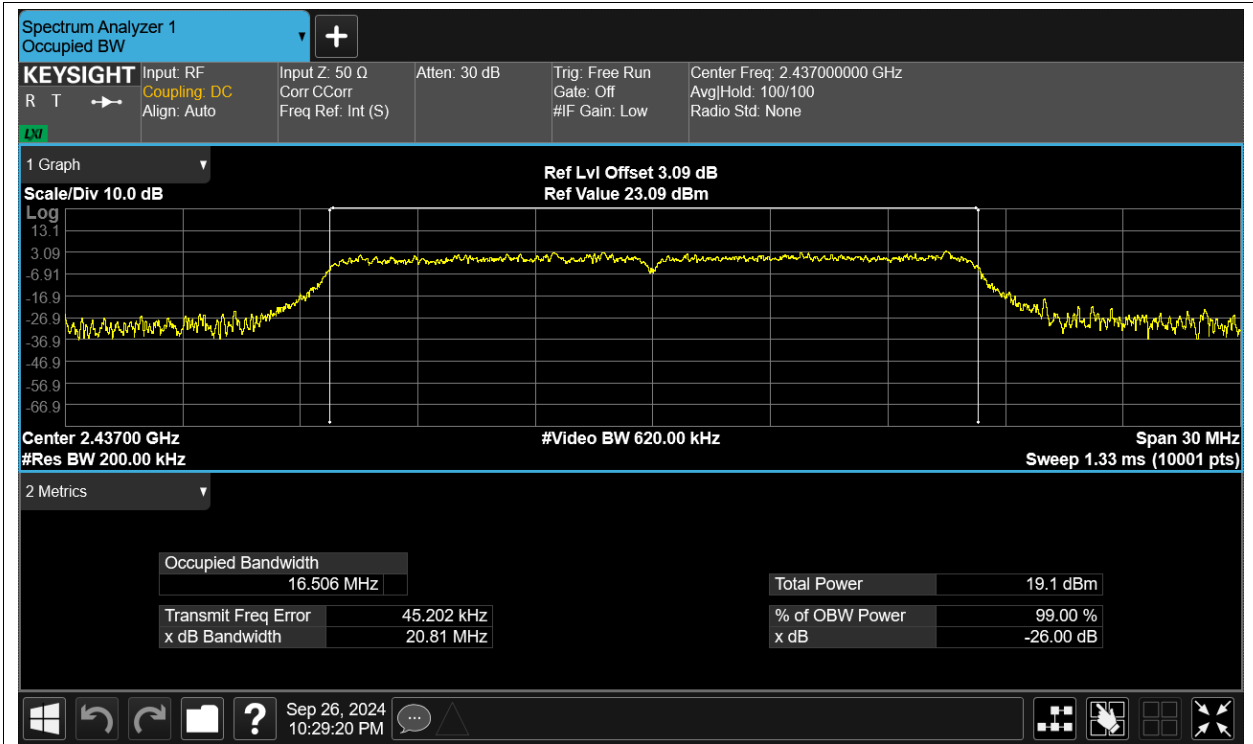 Spectrum Analyzer 1
Occupied BW
KEYSIGHT
R T
LXI
Input: RF
Coupling: DC
Align: Auto
Input Z: 50 Ω
Corr CCorr
Freq Ref: Int (S)
Atten: 30 dB
Trig: Free Run
Gate: Off
#IF Gain: Low
Center Freq: 2.437000000 GHz
Avg|Hold: 100/100
Radio Std: None
1 Graph
Scale/Div 10.0 dB
Ref Lvl Offset 3.09 dB
Ref Value 23.09 dBm
Log
13.1
3.09
-6.91
-16.9
-26.9
-36.9
-46.9
-56.9
-66.9
Center 2.43700 GHz
#Video BW 620.00 kHz
Span 30 MHz
#Res BW 200.00 kHz
Sweep 1.33 ms (10001 pts)
2 Metrics
Occupied Bandwidth
16.506 MHz
Total Power 19.1 dBm
Transmit Freq Error 45.202 kHz
% of OBW Power 99.00 %
x dB Bandwidth 20.81 MHz
x dB -26.00 dB
?
Sep 26, 2024
10:29:20 PM